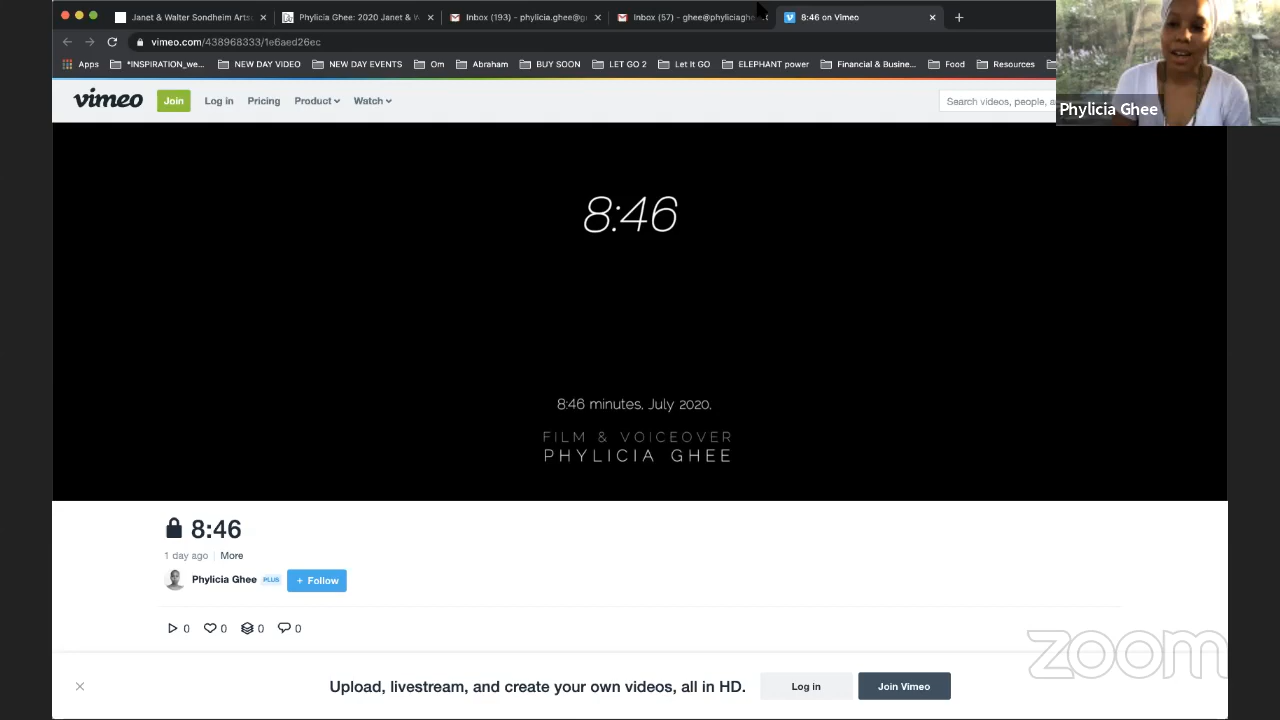 Janet & Walter Sondheim Arts
Phylicia Ghee: 2020 Janet & W
Inbox (193) - phylicia.ghee@g
Inbox (57) - ghee@phyliciaghe
8:46 on Vimeo
vimeo.com/438968333/1e6aed26ec
Apps
*INSPIRATION_we...
NEW DAY VIDEO
NEW DAY EVENTS
Om
Abraham
BUY SOON
LET GO 2
Let It GO
ELEPHANT power
Financial & Busine...
Food
Resources
Phylicia Ghee
vimeo
Join
Log in
Pricing
Product
Watch
Search videos, people, a
8:46
8:46 minutes, July 2020.
FILM & VOICEOVER
PHYLICIA GHEE
8:46
1 day ago | More
Phylicia Ghee PLUS + Follow
0 0 0 0
zoom
Upload, livestream, and create your own videos, all in HD.
Log in
Join Vimeo